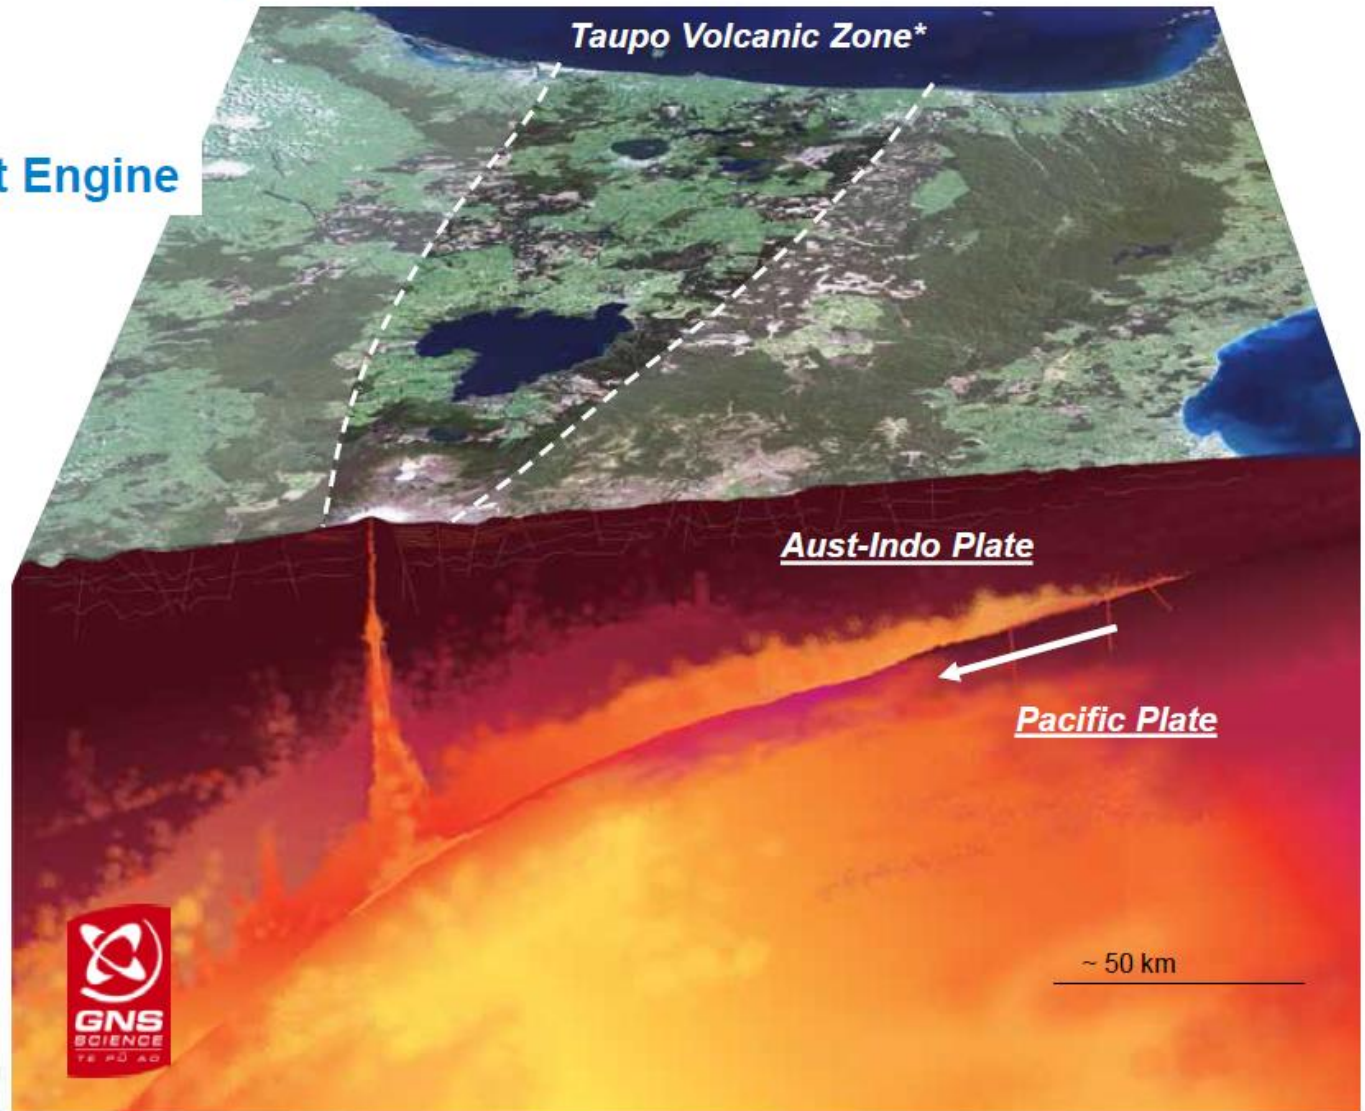 Taupo Volcanic Zone*
t Engine
Aust-Indo Plate
Pacific Plate
~ 50 km
GNS
SCIENCE
TE PŪ AO